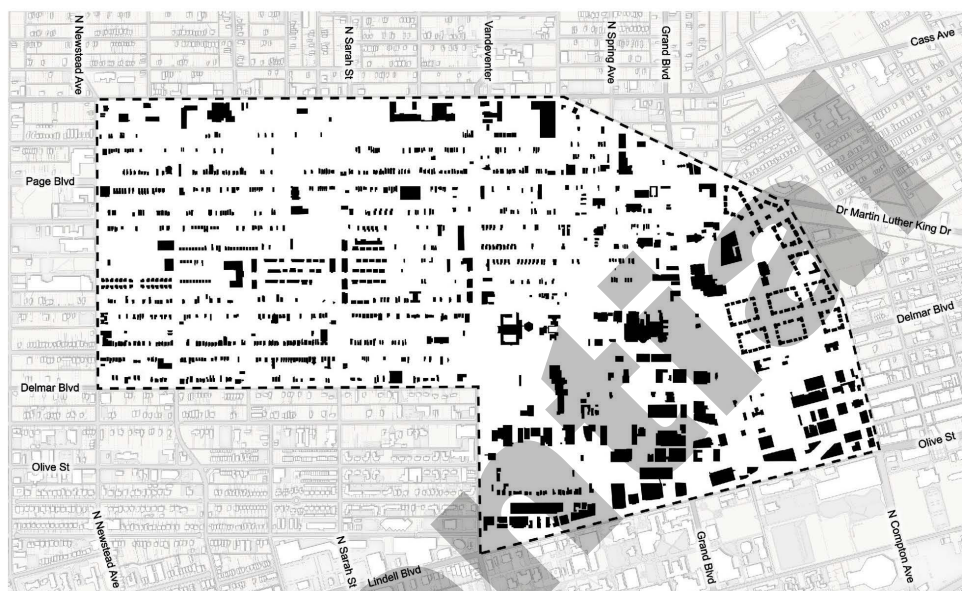 N Newstead Ave
N Sarah St
Vandeventer
N Spring Ave
Grand Blvd
Cass Ave
Page Blvd
Dr Martin Luther King Dr
Delmar Blvd
Delmar Blvd
Olive St
Olive St
N Newstead Ave
N Sarah St
Lindell Blvd
Grand Blvd
N Compton Ave